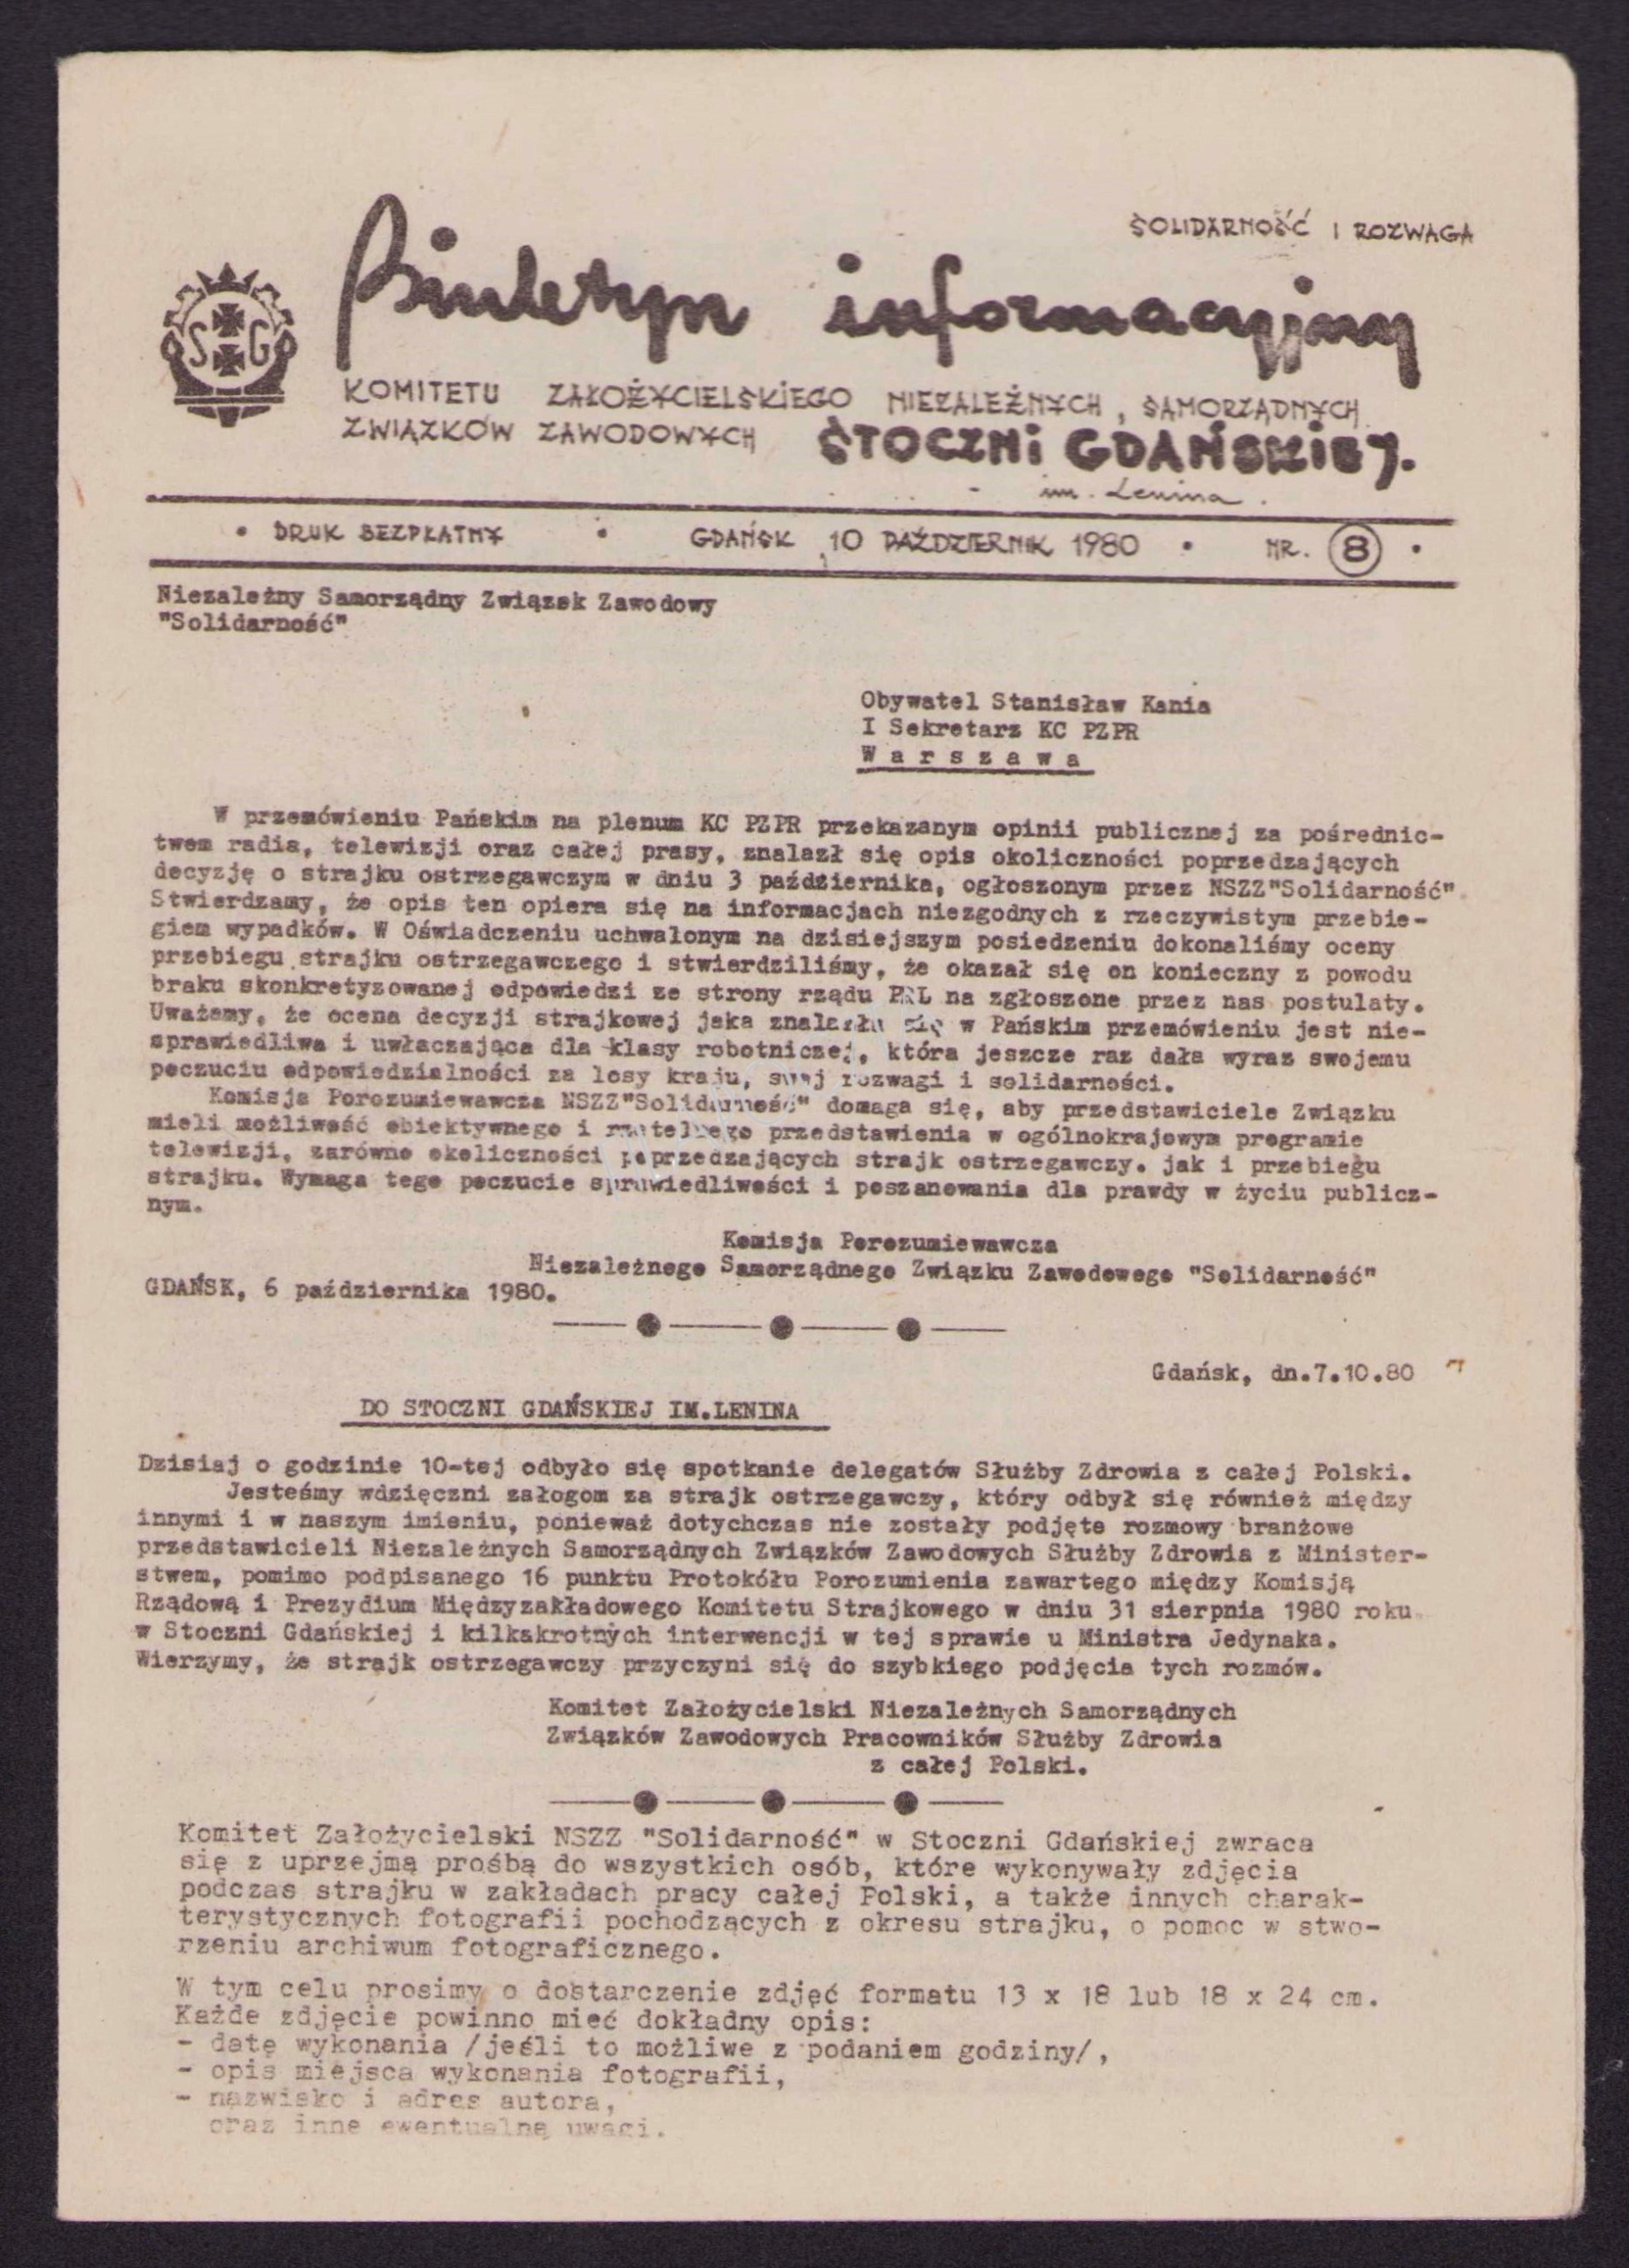 SOLIDARNOŚĆ I ROZWAGA
Biuletyn informacyjny
S G
KOMITETU ZAŁOŻYCIELSKIEGO NIEZALEŻNYCH, SAMORZĄDNYCH
ZWIĄZKÓW ZAWODOWYCH STOCZNI GDAŃSKIEJ.
im. Lenina.
• DRUK BEZPŁATNY • GDAŃSK 10 PAŹDZIERNIK 1980 • NR. 8 •
Niezależny Samorządny Związek Zawodowy
"Solidarność"
Obywatel Stanisław Kania
I Sekretarz KC PZPR
W a r s z a w a
W przemówieniu Pańskim na plenum KC PZPR przekazanym opinii publicznej za pośrednic-
twem radia, telewizji oraz całej prasy, znalazł się opis okoliczności poprzedzających
decyzję o strajku ostrzegawczym w dniu 3 października, ogłoszonym przez NSZZ"Solidarność"
Stwierdzamy, że opis ten opiera się na informacjach niezgodnych z rzeczywistym przebie-
giem wypadków. W Oświadczeniu uchwalonym na dzisiejszym posiedzeniu dokonaliśmy oceny
przebiegu strajku ostrzegawczego i stwierdziliśmy, że okazał się on konieczny z powodu
braku skonkretyzowanej odpowiedzi ze strony rządu PRL na zgłoszone przez nas postulaty.
Uważamy, że ocena decyzji strajkowej jaka znalazła się w Pańskim przemówieniu jest nie-
sprawiedliwa i uwłaczająca dla klasy robotniczej, która jeszcze raz dała wyraz swojemu
poczuciu odpowiedzialności za losy kraju, swej rozwagi i solidarności.
Komisja Porozumiewawcza NSZZ"Solidarność" domaga się, aby przedstawiciele Związku
mieli możliwość obiektywnego i rzetelnego przedstawienia w ogólnokrajowym programie
telewizji, zarówno okoliczności poprzedzających strajk ostrzegawczy. jak i przebiegu
strajku. Wymaga tego poczucie sprawiedliwości i poszanowania dla prawdy w życiu publicz-
nym.
Komisja Porozumiewawcza
Niezależnego Samorządnego Związku Zawodowego "Solidarność"
GDAŃSK, 6 października 1980.
Gdańsk, dn.7.10.80
DO STOCZNI GDAŃSKIEJ IM.LENINA
Dzisiaj o godzinie 10-tej odbyło się spotkanie delegatów Służby Zdrowia z całej Polski.
Jesteśmy wdzięczni załogom za strajk ostrzegawczy, który odbył się również między
innymi i w naszym imieniu, ponieważ dotychczas nie zostały podjęte rozmowy branżowe
przedstawicieli Niezależnych Samorządnych Związków Zawodowych Służby Zdrowia z Minister-
stwem, pomimo podpisanego 16 punktu Protokółu Porozumienia zawartego między Komisją
Rządową i Prezydium Międzyzakładowego Komitetu Strajkowego w dniu 31 sierpnia 1980 roku
w Stoczni Gdańskiej i kilkakrotnych interwencji w tej sprawie u Ministra Jedynaka.
Wierzymy, że strajk ostrzegawczy przyczyni się do szybkiego podjęcia tych rozmów.
Komitet Założycielski Niezależnych Samorządnych
Związków Zawodowych Pracowników Służby Zdrowia
z całej Polski.
Komitet Założycielski NSZZ "Solidarność" w Stoczni Gdańskiej zwraca
się z uprzejmą prośbą do wszystkich osób, które wykonywały zdjęcia
podczas strajku w zakładach pracy całej Polski, a także innych charak-
terystycznych fotografii pochodzących z okresu strajku, o pomoc w stwo-
rzeniu archiwum fotograficznego.
W tym celu prosimy o dostarczenie zdjęć formatu 13 x 18 lub 18 x 24 cm.
Każde zdjęcie powinno mieć dokładny opis:
- datę wykonania /jeśli to możliwe z podaniem godziny/,
- opis miejsca wykonania fotografii,
- nazwisko i adres autora,
oraz inne ewentualne uwagi.